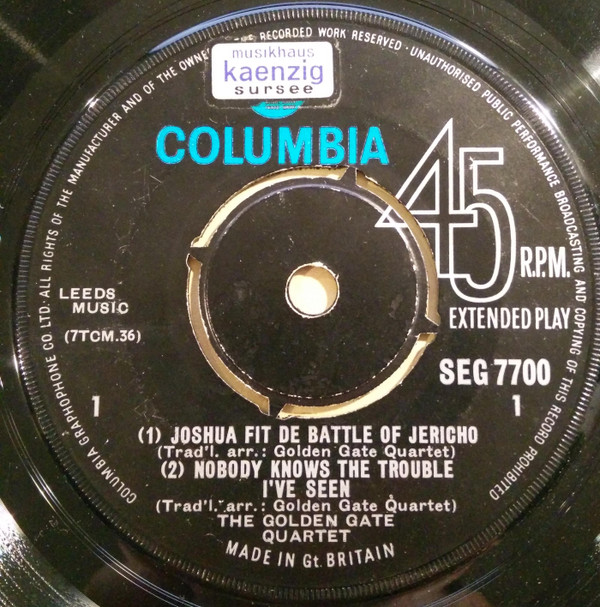 COLUMBIA GRAPHOPHONE CO. LTD. ALL RIGHTS OF THE MANUFACTURER AND OF THE OWNER RECORDED WORK RESERVED · UNAUTHORISED PUBLIC PERFORMANCE BROADCASTING AND COPYING OF THIS RECORD PROHIBITED
musikhaus
kaenzig
sursee
COLUMBIA
45
R.P.M.
EXTENDED PLAY
LEEDS
MUSIC
(7TCM.36)
SEG 7700
1
1
(1) JOSHUA FIT DE BATTLE OF JERICHO
(Trad'l. arr.: Golden Gate Quartet)
(2) NOBODY KNOWS THE TROUBLE
I'VE SEEN
(Trad'l. arr.: Golden Gate Quartet)
THE GOLDEN GATE
QUARTET
MADE IN Gt. BRITAIN